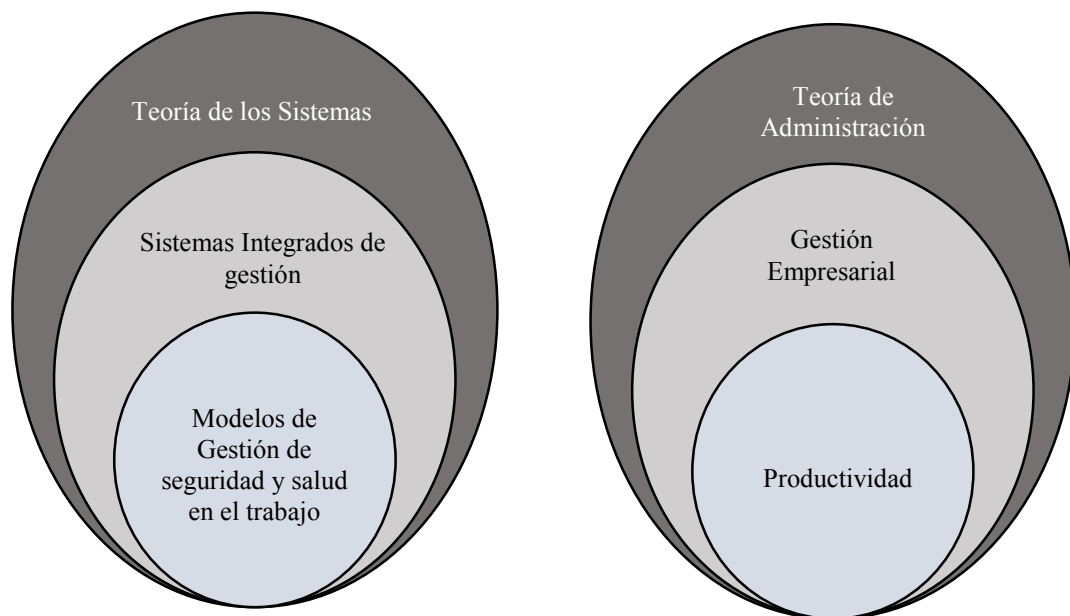 Teoría de los Sistemas
Sistemas Integrados de
gestión
Modelos de
Gestión de
seguridad y salud
en el trabajo
Teoría de
Administración
Gestión
Empresarial
Productividad